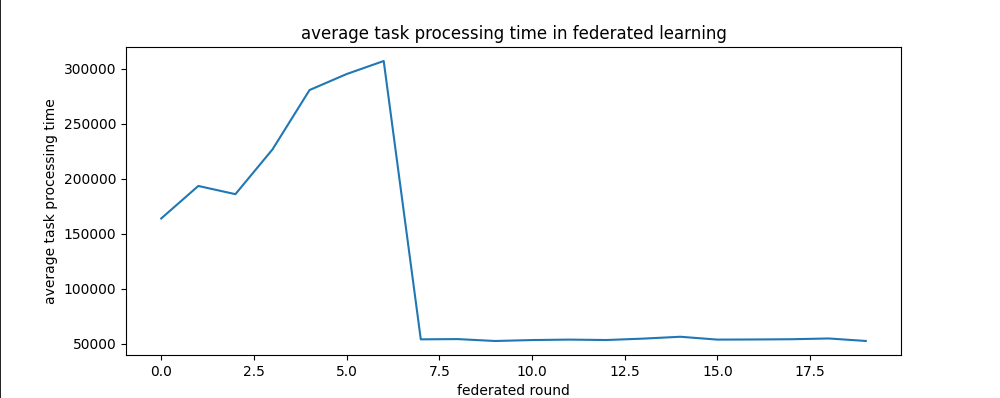 average task processing time in federated learning
average task processing time
300000
250000
200000
150000
100000
50000
0.0 2.5 5.0 7.5 10.0 12.5 15.0 17.5
federated round